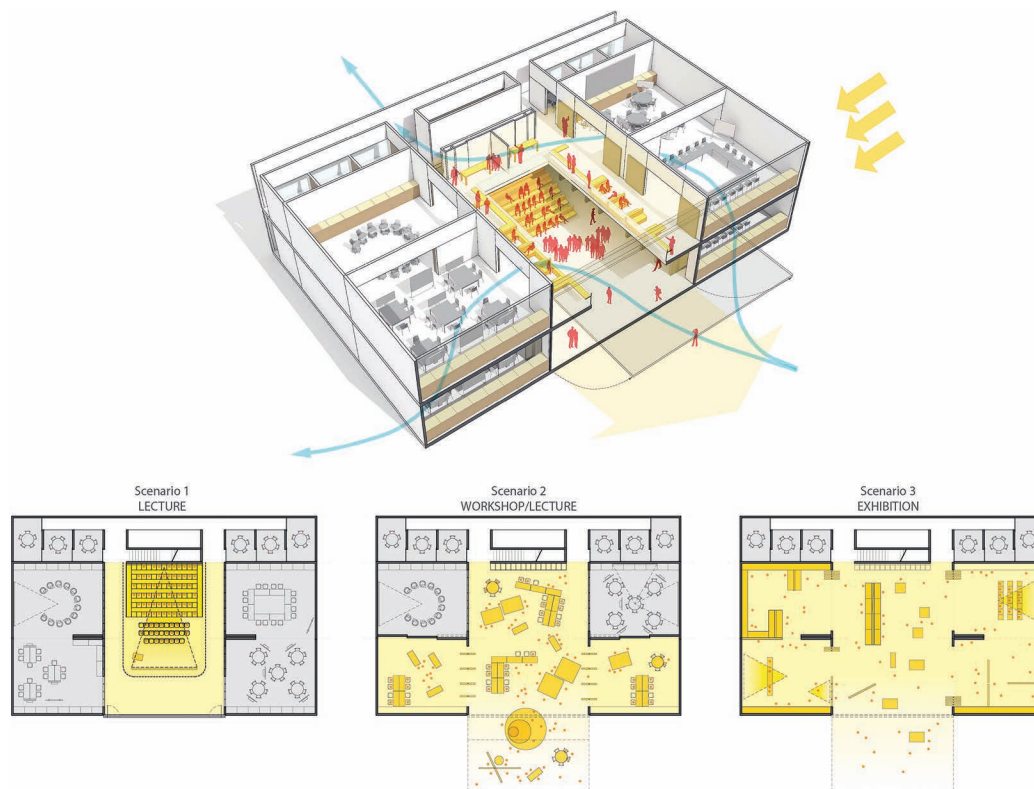 Scenario 1
LECTURE
Scenario 2
WORKSHOP/LECTURE
Scenario 3
EXHIBITION